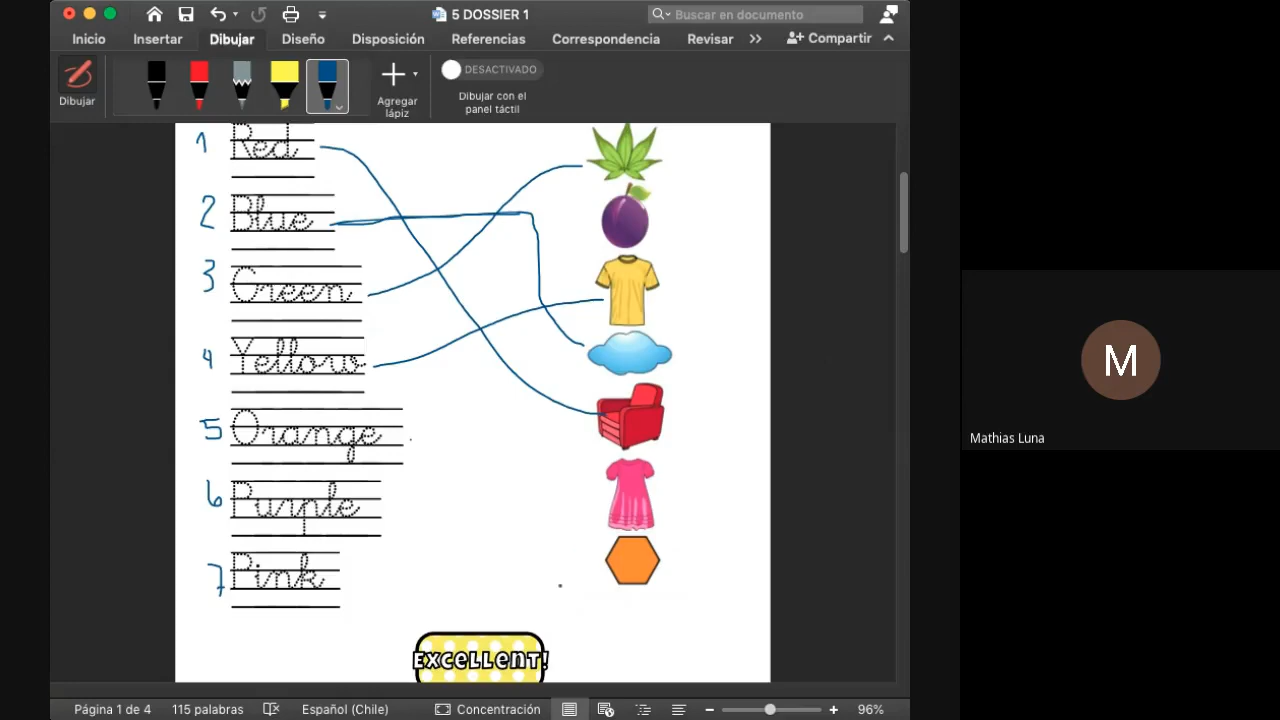 5 DOSSIER 1
Buscar en documento
Inicio Insertar Dibujar Diseño Disposición Referencias Correspondencia Revisar Compartir
Dibujar
Agregar lápiz
DESACTIVADO
Dibujar con el panel táctil
1 Red
2 Blue
3 Green
4 Yellow
5 Orange
6 Purple
7 Pink
EXCELLENT!
M
Mathias Luna
Página 1 de 4 115 palabras Español (Chile) Concentración 96%